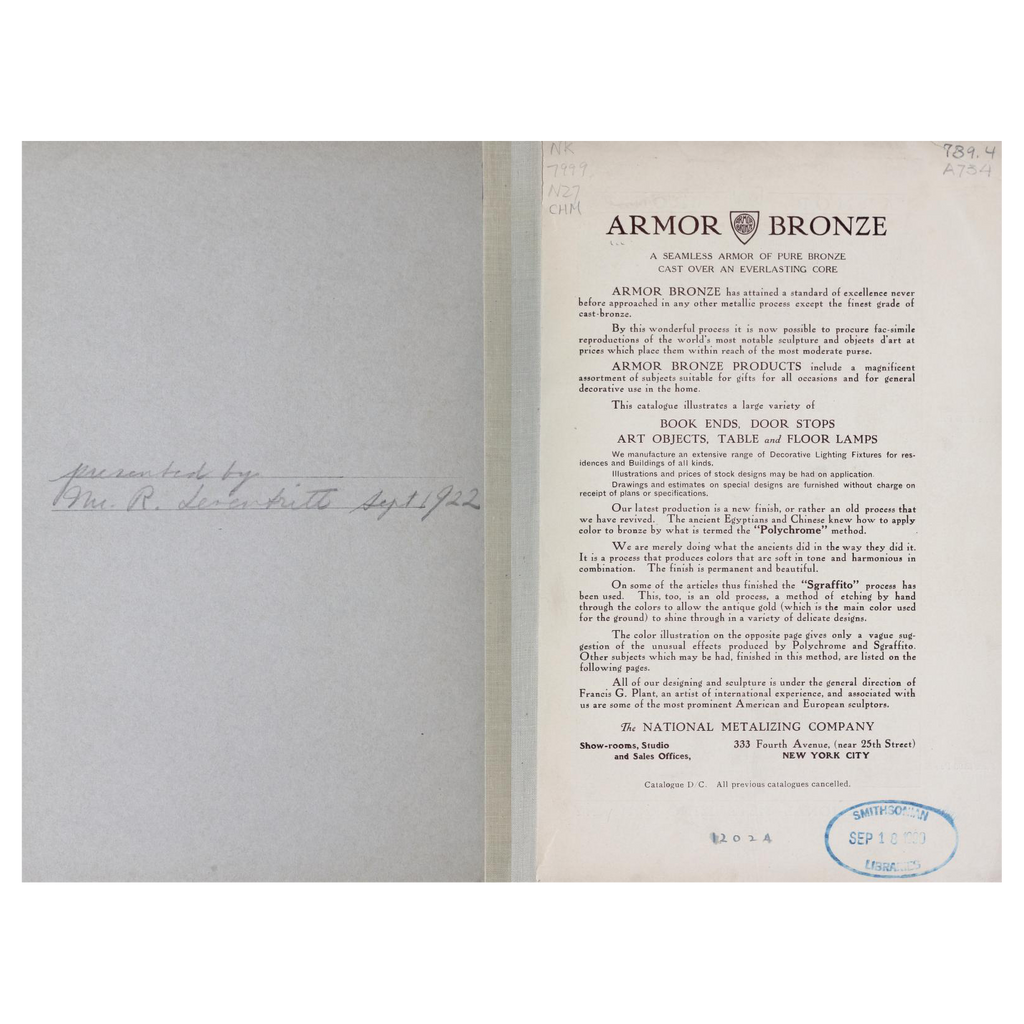 presented by
Mr. R. Leventritt Sept 1922
NK
7999
N27
CHM
789.4
A734
ARMOR BRONZE
A SEAMLESS ARMOR OF PURE BRONZE
CAST OVER AN EVERLASTING CORE
ARMOR BRONZE has attained a standard of excellence never
before approached in any other metallic process except the finest grade of
cast-bronze.
By this wonderful process it is now possible to procure fac-simile
reproductions of the world's most notable sculpture and objects d'art at
prices which place them within reach of the most moderate purse.
ARMOR BRONZE PRODUCTS include a magnificent
assortment of subjects suitable for gifts for all occasions and for general
decorative use in the home.
This catalogue illustrates a large variety of
BOOK ENDS, DOOR STOPS
ART OBJECTS, TABLE and FLOOR LAMPS
We manufacture an extensive range of Decorative Lighting Fixtures for res-
idences and Buildings of all kinds.
Illustrations and prices of stock designs may be had on application.
Drawings and estimates on special designs are furnished without charge on
receipt of plans or specifications.
Our latest production is a new finish, or rather an old process that
we have revived. The ancient Egyptians and Chinese knew how to apply
color to bronze by what is termed the "Polychrome" method.
We are merely doing what the ancients did in the way they did it.
It is a process that produces colors that are soft in tone and harmonious in
combination. The finish is permanent and beautiful.
On some of the articles thus finished the "Sgraffito" process has
been used. This, too, is an old process, a method of etching by hand
through the colors to allow the antique gold (which is the main color used
for the ground) to shine through in a variety of delicate designs.
The color illustration on the opposite page gives only a vague sug-
gestion of the unusual effects produced by Polychrome and Sgraffito.
Other subjects which may be had, finished in this method, are listed on the
following pages.
All of our designing and sculpture is under the general direction of
Francis G. Plant, an artist of international experience, and associated with
us are some of the most prominent American and European sculptors.
The NATIONAL METALIZING COMPANY
Show-rooms, Studio 333 Fourth Avenue, (near 25th Street)
and Sales Offices, NEW YORK CITY
Catalogue D. C. All previous catalogues cancelled.
1202A
SMITHSONIAN
SEP 18
LIBRARIES